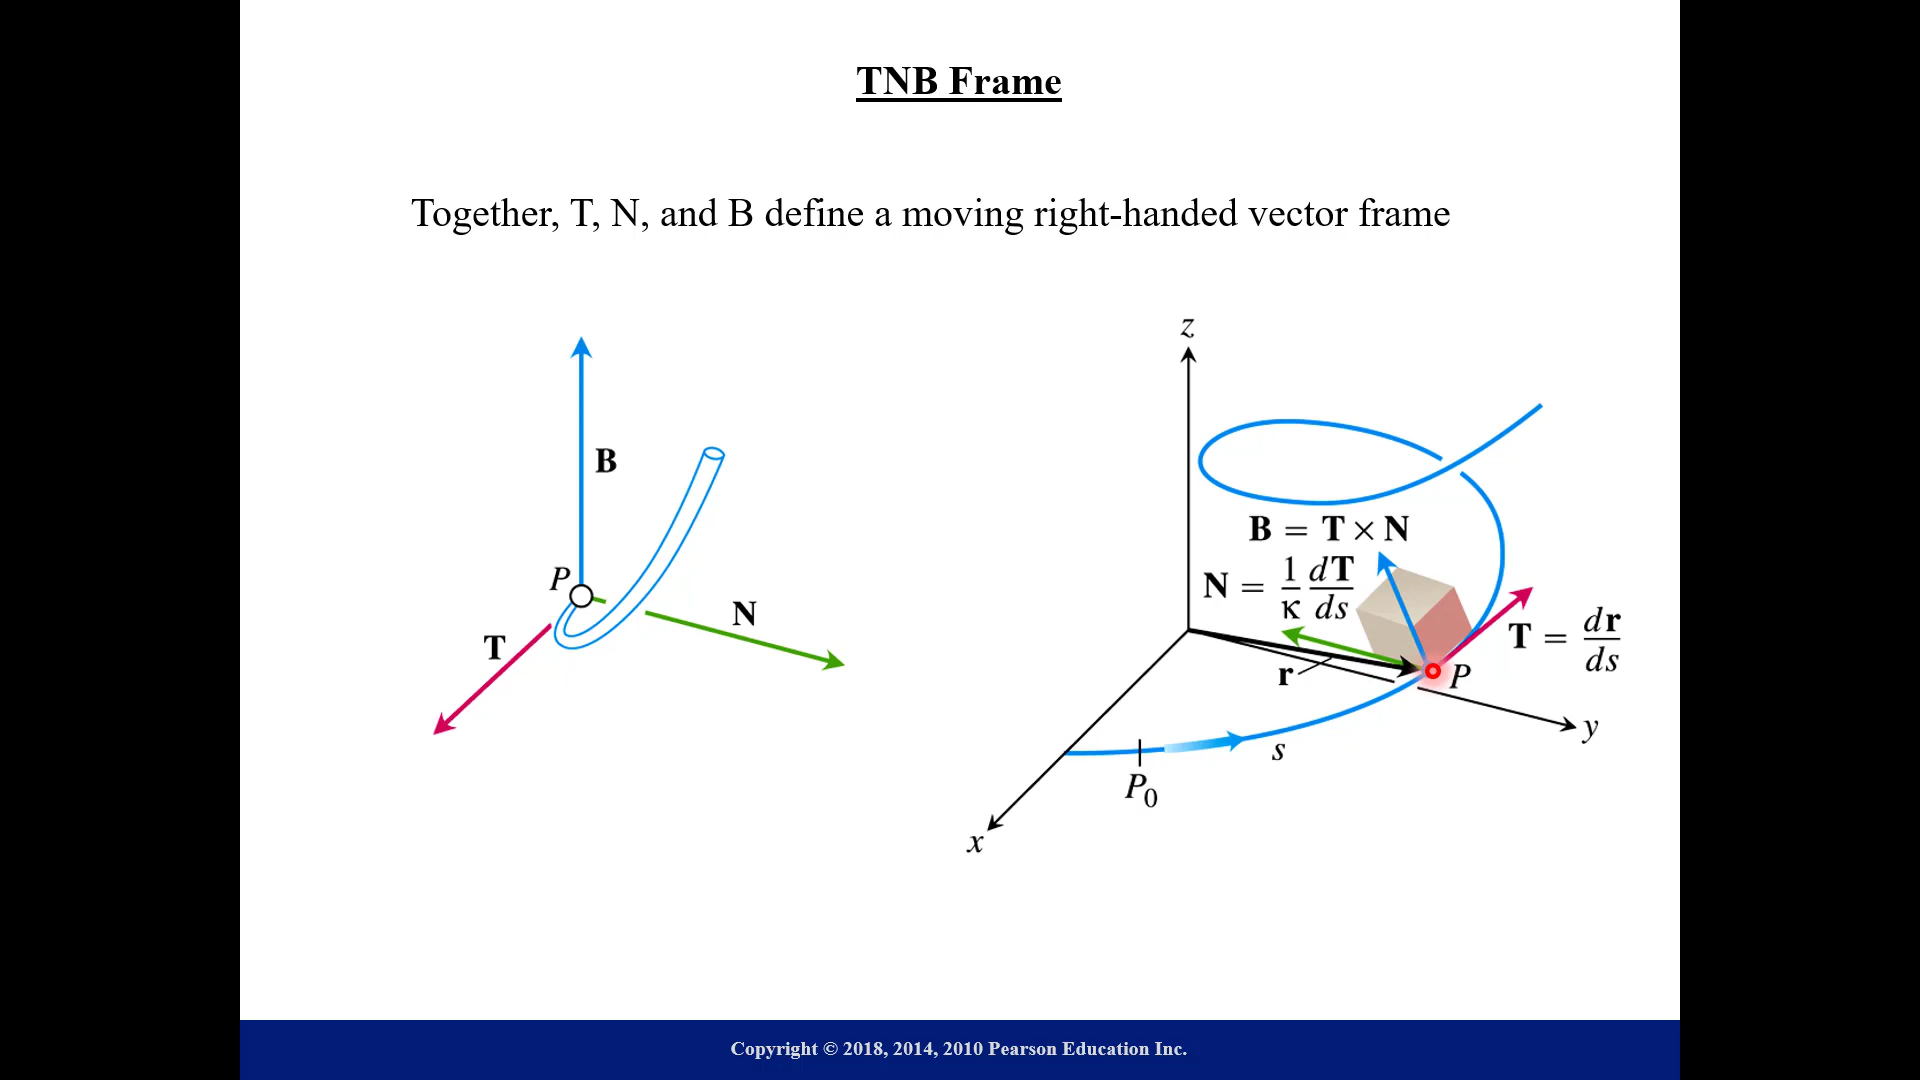 TNB Frame
Together, T, N, and B define a moving right-handed vector frame
B
P
N
T
z
B = T × N
N = 1/κ dT/ds
T = dr/ds
r
P
y
s
P₀
x
Copyright © 2018, 2014, 2010 Pearson Education Inc.